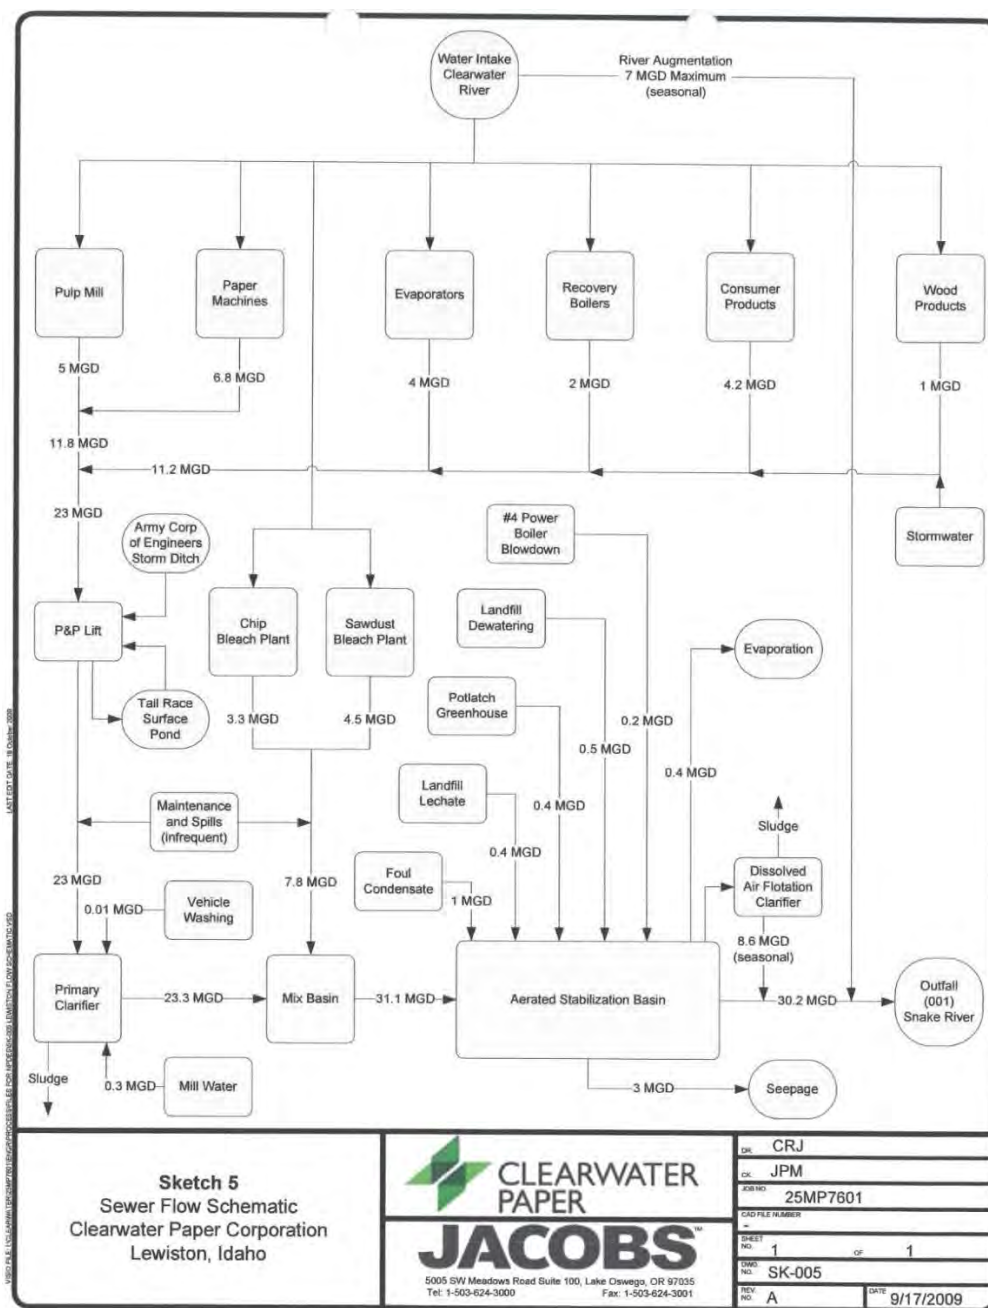 Water Intake
Clearwater
River
River Augmentation
7 MGD Maximum
(seasonal)
Pulp Mill
Paper
Machines
Evaporators
Recovery
Boilers
Consumer
Products
Wood
Products
5 MGD
6.8 MGD
4 MGD
2 MGD
4.2 MGD
1 MGD
11.8 MGD
11.2 MGD
23 MGD
Army Corp
of Engineers
Storm Ditch
#4 Power
Boiler
Blowdown
Stormwater
P&P Lift
Chip
Bleach Plant
Sawdust
Bleach Plant
Landfill
Dewatering
Evaporation
Tail Race
Surface
Pond
3.3 MGD
4.5 MGD
Potlatch
Greenhouse
0.2 MGD
0.5 MGD
0.4 MGD
Maintenance
and Spills
(infrequent)
Landfill
Lechate
0.4 MGD
0.4 MGD
Sludge
Foul
Condensate
Dissolved
Air Flotation
Clarifier
23 MGD
7.8 MGD
1 MGD
0.01 MGD
Vehicle
Washing
8.6 MGD
(seasonal)
Primary
Clarifier
23.3 MGD
Mix Basin
31.1 MGD
Aerated Stabilization Basin
30.2 MGD
Outfall
(001)
Snake River
Sludge
0.3 MGD
Mill Water
3 MGD
Seepage
Sketch 5
Sewer Flow Schematic
Clearwater Paper Corporation
Lewiston, Idaho
CLEARWATER
PAPER
JACOBS™
5005 SW Meadows Road Suite 100, Lake Oswego, OR 97035
Tel: 1-503-624-3000 Fax: 1-503-624-3001
DR. CRJ
CK. JPM
JOB NO. 25MP7601
CAD FILE NUMBER
-
SHEET NO. 1 OF 1
DWG. NO. SK-005
REV. NO. A DATE 9/17/2009